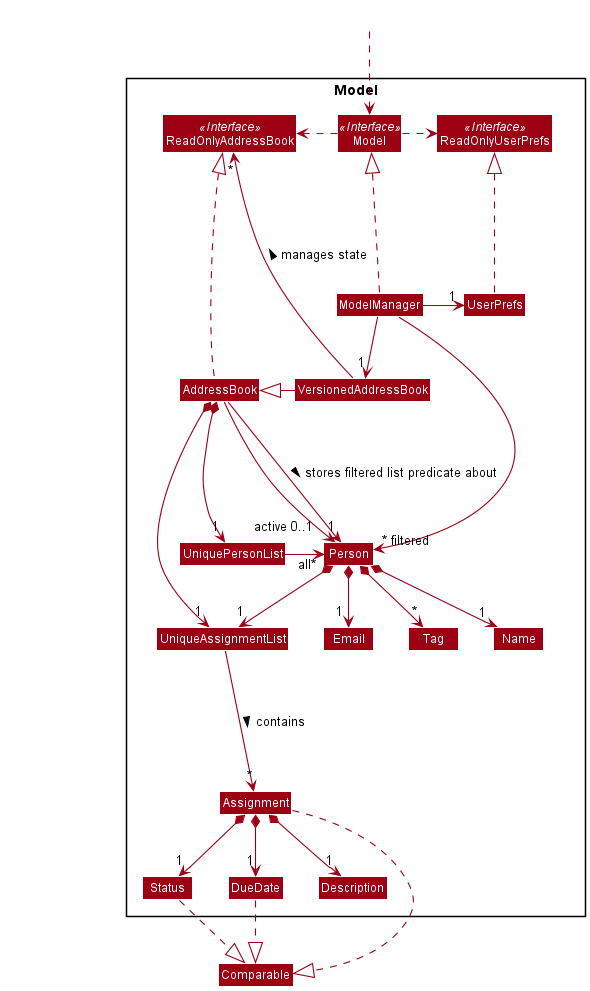 Model
«Interface»
ReadOnlyAddressBook
«Interface»
Model
«Interface»
ReadOnlyUserPrefs
*
manages state
ModelManager
1
UserPrefs
1
AddressBook
VersionedAddressBook
stores filtered list predicate about
1
active 0..1
1
* filtered
UniquePersonList
all*
Person
1
1
1
*
1
UniqueAssignmentList
Email
Tag
Name
contains
*
Assignment
1
1
1
Status
DueDate
Description
Comparable